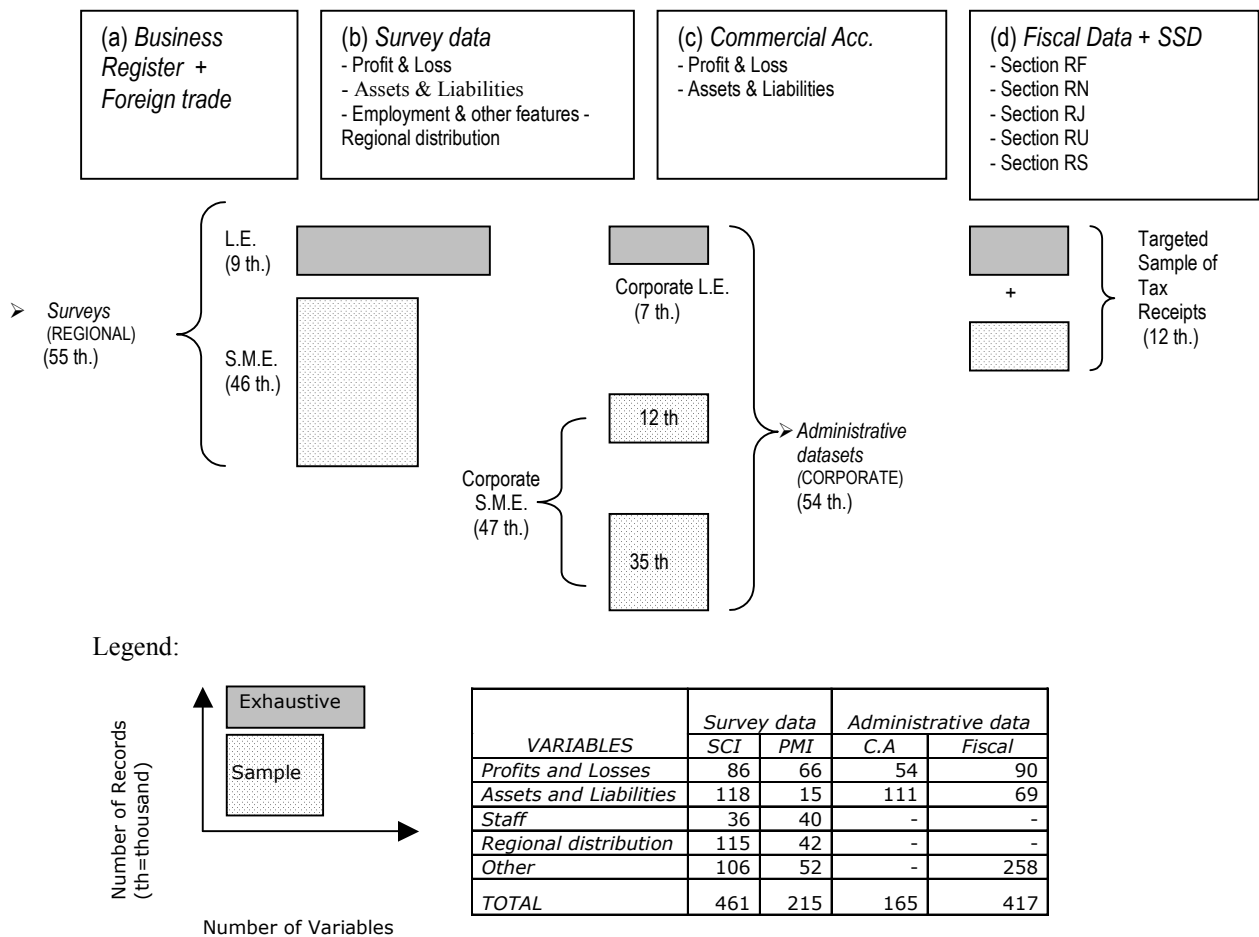 (a) Business
Register +
Foreign trade
(b) Survey data
- Profit & Loss
- Assets & Liabilities
- Employment & other features -
Regional distribution
(c) Commercial Acc.
- Profit & Loss
- Assets & Liabilities
(d) Fiscal Data + SSD
- Section RF
- Section RN
- Section RJ
- Section RU
- Section RS
➢ Surveys
(REGIONAL)
(55 th.)
L.E.
(9 th.)
S.M.E.
(46 th.)
Corporate L.E.
(7 th.)
Corporate
S.M.E.
(47 th.)
12 th
35 th
➢ Administrative
datasets
(CORPORATE)
(54 th.)
+
Targeted
Sample of
Tax
Receipts
(12 th.)
Legend:
Number of Records
(th=thousand)
Exhaustive
Sample
Number of Variables
Survey data Administrative data
VARIABLES SCI PMI C.A Fiscal
Profits and Losses 86 66 54 90
Assets and Liabilities 118 15 111 69
Staff 36 40 - -
Regional distribution 115 42 - -
Other 106 52 - 258
TOTAL 461 215 165 417